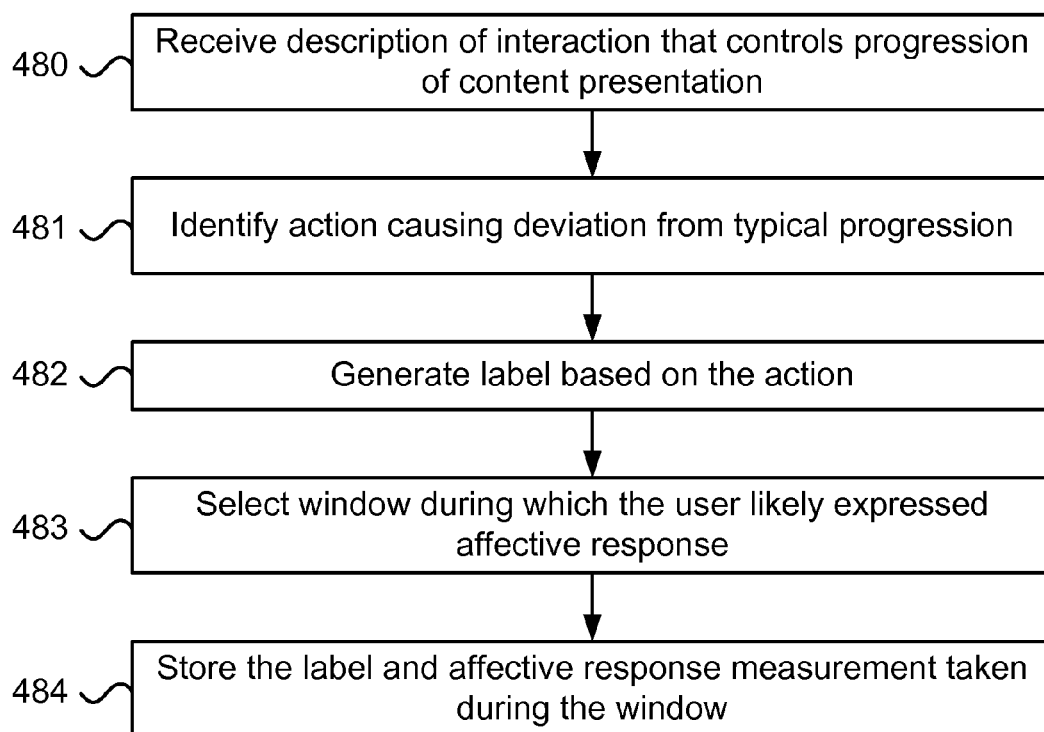 480
Receive description of interaction that controls progression
of content presentation
481
Identify action causing deviation from typical progression
482
Generate label based on the action
483
Select window during which the user likely expressed
affective response
484
Store the label and affective response measurement taken
during the window